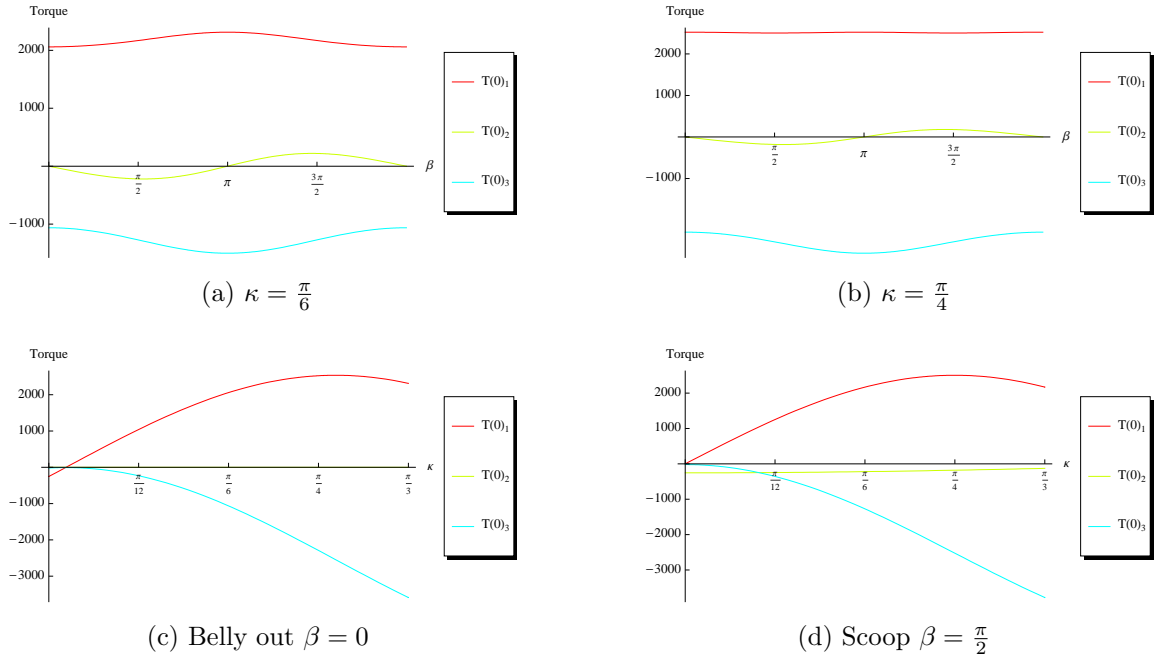 Torque
2000
1000
−1000
π/2
π
3π/2
β
T(0)₁
T(0)₂
T(0)₃
(a) κ = π/6
Torque
2000
1000
−1000
π/2
π
3π/2
β
T(0)₁
T(0)₂
T(0)₃
(b) κ = π/4
Torque
2000
1000
−1000
−2000
−3000
π/12
π/6
π/4
π/3
κ
T(0)₁
T(0)₂
T(0)₃
(c) Belly out β = 0
Torque
2000
1000
−1000
−2000
−3000
π/12
π/6
π/4
π/3
κ
T(0)₁
T(0)₂
T(0)₃
(d) Scoop β = π/2